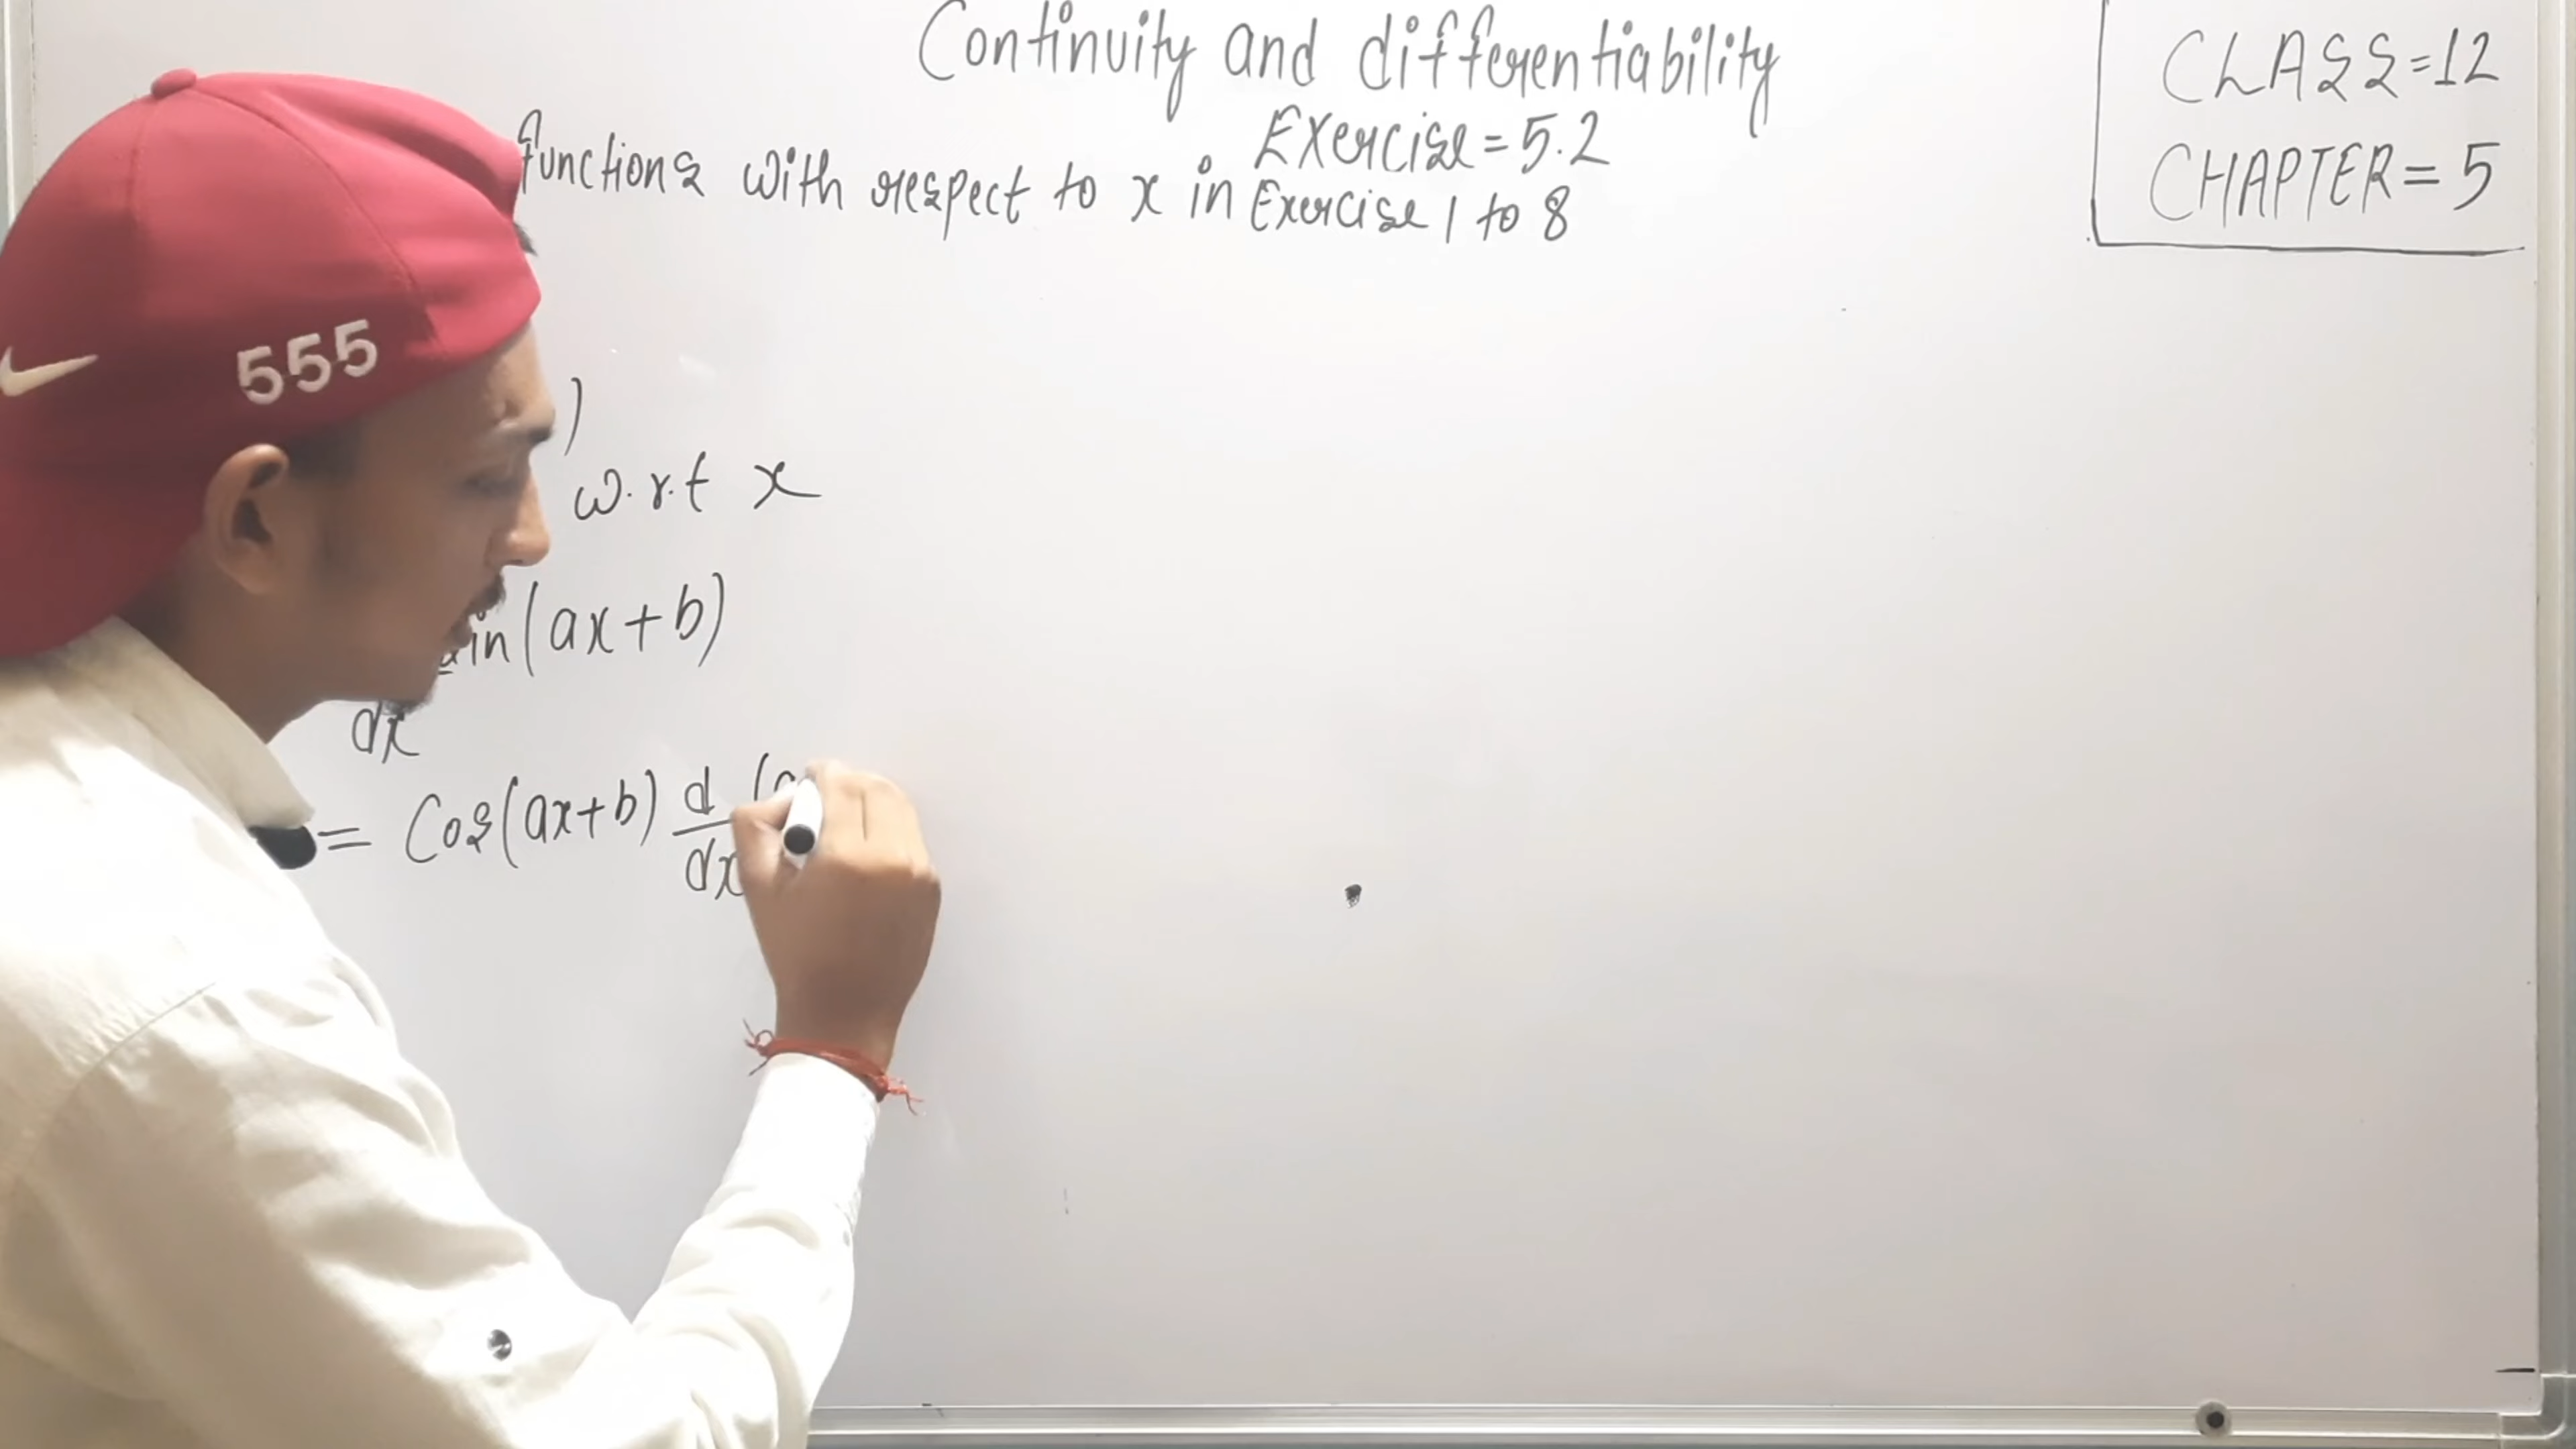 Continuity and differentiability
CLASS=12
CHAPTER=5
Exercise=5.2
functions with respect to x in Exercise 1 to 8
555
)
w.r.t x
in(ax+b)
dx
= Cos(ax+b) d (a
dx